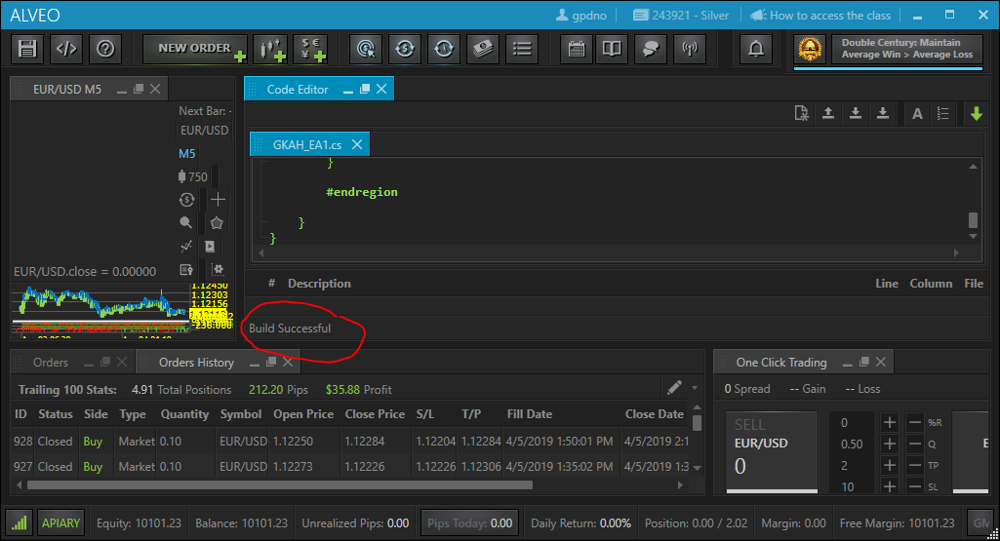 ALVEO
gpdno
243921 - Silver
How to access the class
NEW ORDER
Double Century: Maintain
Average Win > Average Loss
EUR/USD M5
Code Editor
Next Bar: -
EUR/USD
M5
750
EUR/USD.close = 0.00000
1.12450
1.12303
1.12156
-230.000
A
GKAH_EA1.cs
}
#endregion
}
}
# Description Line Column File
Build Successful
Orders
Orders History
One Click Trading
Trailing 100 Stats: 4.91 Total Positions 212.20 Pips $35.88 Profit
ID Status Side Type Quantity Symbol Open Price Close Price S/L T/P Fill Date Close Date
928 Closed Buy Market 0.10 EUR/USD 1.12250 1.12284 1.12204 1.12284 4/5/2019 1:50:01 PM 4/5/2019 2:1
927 Closed Buy Market 0.10 EUR/USD 1.12273 1.12226 1.12226 1.12306 4/5/2019 1:35:02 PM 4/5/2019 1:3
0 Spread -- Gain -- Loss
SELL
EUR/USD
0
0 %R
0.50 Q
2 TP
10 SL
E
APIARY Equity: 10101.23 Balance: 10101.23 Unrealized Pips: 0.00 Pips Today: 0.00 Daily Return: 0.00% Position: 0.00 / 2.02 Margin: 0.00 Free Margin: 10101.23 GM